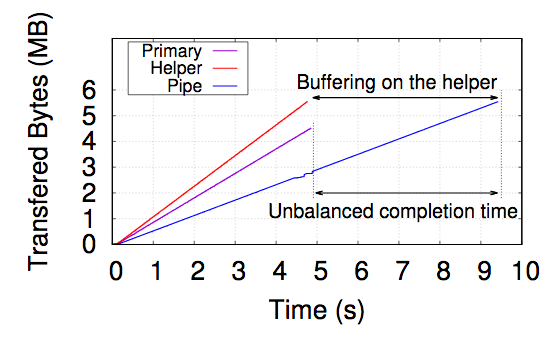 Transfered Bytes (MB)
Primary
Helper
Pipe
Buffering on the helper
Unbalanced completion time
6
5
4
3
2
1
0
0 1 2 3 4 5 6 7 8 9 10
Time (s)